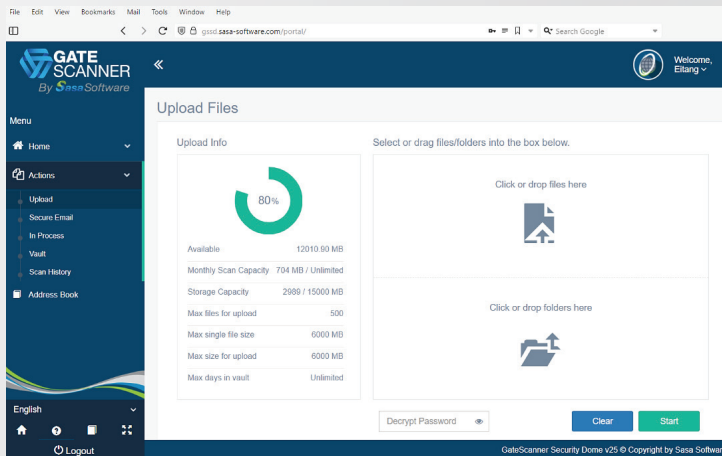 File Edit View Bookmarks Mail Tools Window Help
gssd.sasa-software.com/portal/ Search Google
GATE
SCANNER
By Sasa Software
Welcome,
Eitang
Menu
Home
Actions
Upload
Secure Email
In Process
Vault
Scan History
Address Book
English
Logout
Upload Files
Upload Info
80%
Available 12010.90 MB
Monthly Scan Capacity 704 MB / Unlimited
Storage Capacity 2989 / 15000 MB
Max files for upload 500
Max single file size 6000 MB
Max size for upload 6000 MB
Max days in vault Unlimited
Select or drag files/folders into the box below.
Click or drop files here
Click or drop folders here
Decrypt Password Clear Start
GateScanner Security Dome v25 © Copyright by Sasa Softwar